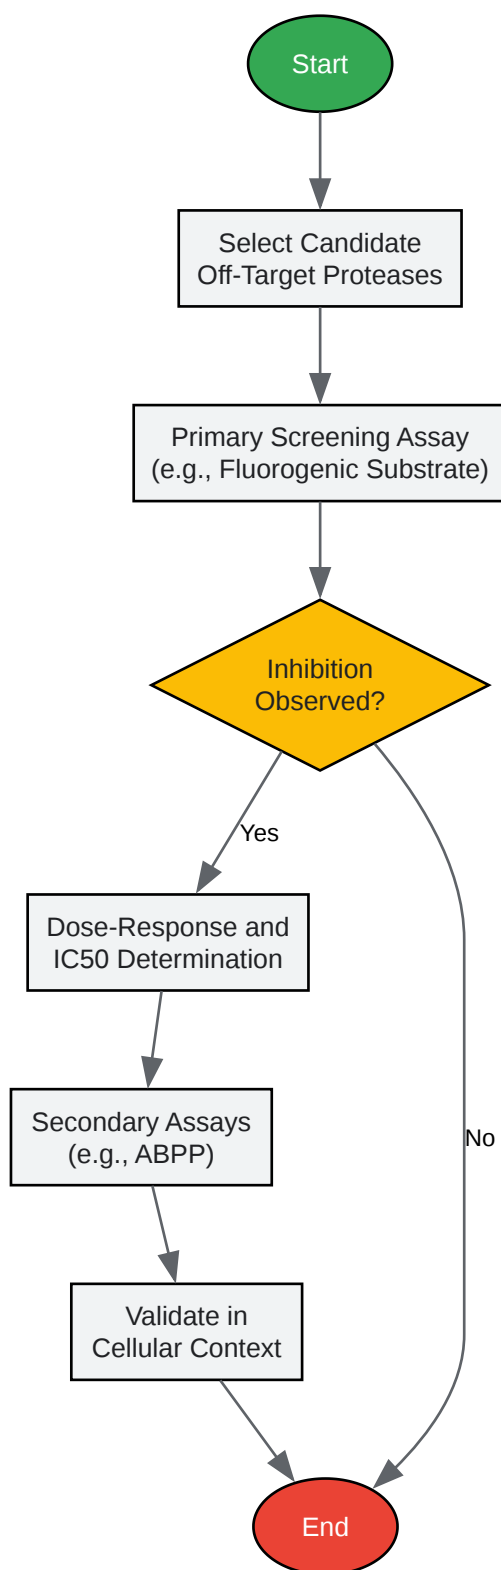 Start
Select Candidate
Off-Target Proteases
Primary Screening Assay
(e.g., Fluorogenic Substrate)
Inhibition
Observed?
Yes
Dose-Response and
IC50 Determination
Secondary Assays
(e.g., ABPP)
No
Validate in
Cellular Context
End